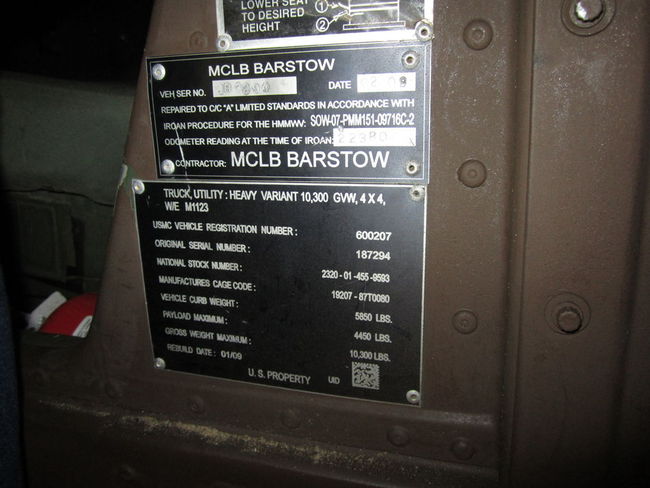 LOWER SEAT
TO DESIRED
HEIGHT
1
2
MCLB BARSTOW
VEH SER NO. DATE
REPAIRED TO C/C "A" LIMITED STANDARDS IN ACCORDANCE WITH
IROAN PROCEDURE FOR THE HMMWV: SOW-07-PMM151-09716C-2
ODOMETER READING AT THE TIME OF IROAN:
CONTRACTOR: MCLB BARSTOW
TRUCK, UTILITY : HEAVY VARIANT 10,300 GVW, 4 X 4,
W/E M1123
USMC VEHICLE REGISTRATION NUMBER : 600207
ORIGINAL SERIAL NUMBER : 187294
NATIONAL STOCK NUMBER : 2320-01-455-9593
MANUFACTURES CAGE CODE : 19207-87T0080
VEHICLE CURB WEIGHT : 5850 LBS.
PAYLOAD MAXIMUM : 4450 LBS.
GROSS WEIGHT MAXIMUM : 10,300 LBS.
REBUILD DATE : 01/09
U.S. PROPERTY UID